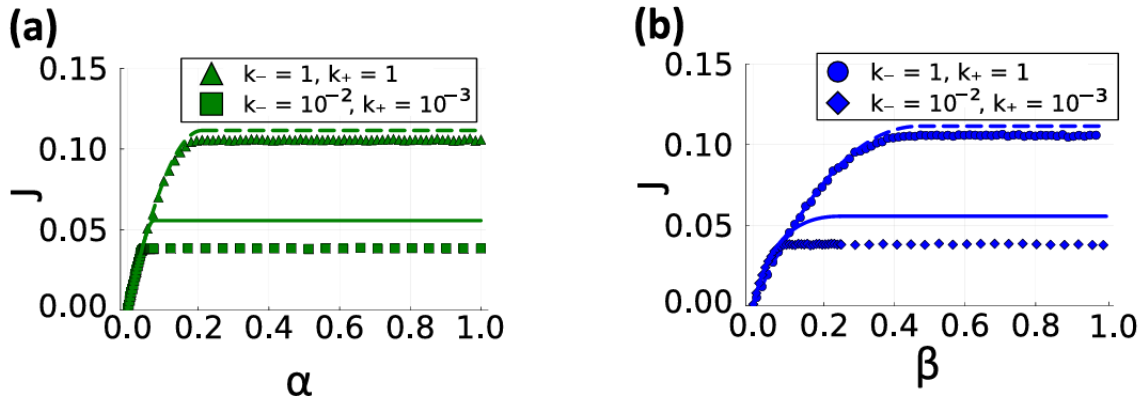 (a)
0.15
0.10
0.05
0.00
J
k₋ = 1, k₊ = 1
k₋ = 10⁻², k₊ = 10⁻³
0.0 0.2 0.4 0.6 0.8 1.0
α
(b)
0.15
0.10
0.05
0.00
J
k₋ = 1, k₊ = 1
k₋ = 10⁻², k₊ = 10⁻³
0.0 0.2 0.4 0.6 0.8 1.0
β